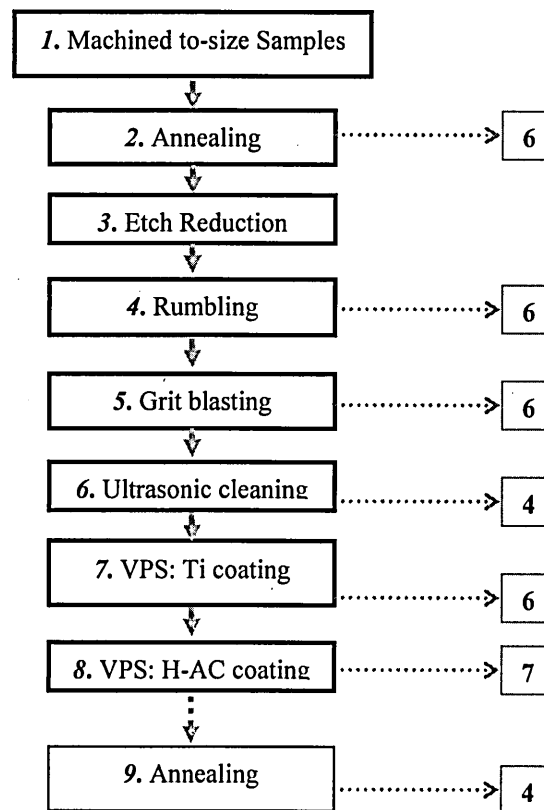 1. Machined to-size Samples
2. Annealing
6
3. Etch Reduction
4. Rumbling
6
5. Grit blasting
6
6. Ultrasonic cleaning
4
7. VPS: Ti coating
6
8. VPS: H-AC coating
7
9. Annealing
4